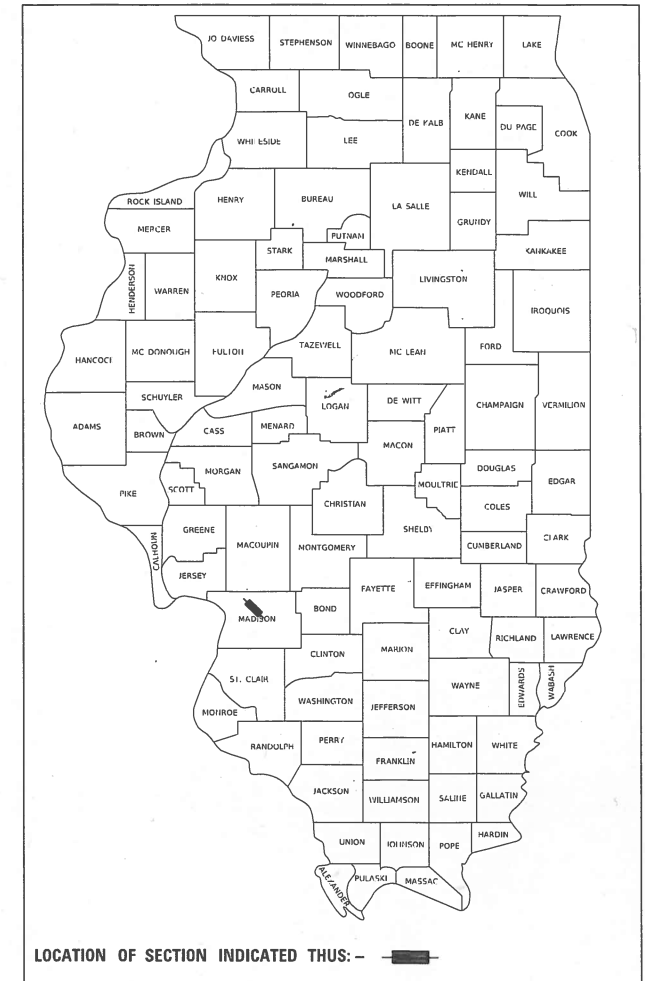 JO DAVIESS STEPHENSON WINNEBAGO BOONE MC HENRY LAKE
CARROLL OGLE
DE KALB KANE DU PAGE COOK
WHITESIDE LEE
KENDALL
ROCK ISLAND HENRY BUREAU LA SALLE WILL
MERCER PUTNAM GRUNDY
STARK MARSHALL KANKAKEE
HENDERSON WARREN KNOX PEORIA WOODFORD LIVINGSTON
IROQUOIS
HANCOCK MC DONOUGH FULTON TAZEWELL MC LEAN FORD
SCHUYLER MASON LOGAN DE WITT
ADAMS BROWN CASS MENARD MACON PIATT CHAMPAIGN VERMILION
PIKE SCOTT MORGAN SANGAMON MOULTRIE DOUGLAS EDGAR
CHRISTIAN COLES
CALHOUN GREENE MACOUPIN MONTGOMERY SHELBY CUMBERLAND CLARK
JERSEY FAYETTE EFFINGHAM JASPER CRAWFORD
MADISON BOND
CLAY RICHLAND LAWRENCE
CLINTON MARION
ST. CLAIR WAYNE EDWARDS WABASH
MONROE WASHINGTON JEFFERSON
RANDOLPH PERRY HAMILTON WHITE
FRANKLIN
JACKSON WILLIAMSON SALINE GALLATIN
UNION JOHNSON POPE HARDIN
ALEXANDER PULASKI MASSAC
LOCATION OF SECTION INDICATED THUS: –